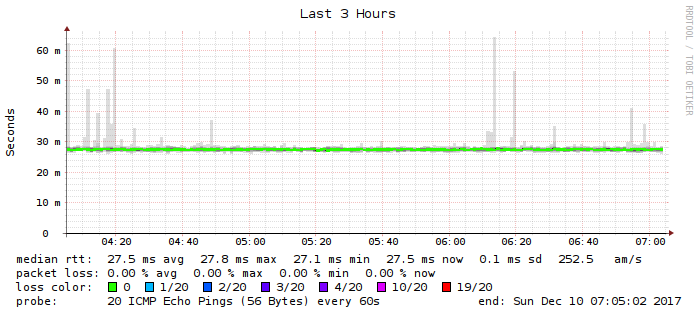 Last 3 Hours
RRDTOOL / TOBI OETIKER
Seconds
60 m
50 m
40 m
30 m
20 m
10 m
0
04:20 04:40 05:00 05:20 05:40 06:00 06:20 06:40 07:00
median rtt: 27.5 ms avg 27.8 ms max 27.1 ms min 27.5 ms now 0.1 ms sd 252.5 am/s
packet loss: 0.00 % avg 0.00 % max 0.00 % min 0.00 % now
loss color: 0 1/20 2/20 3/20 4/20 10/20 19/20
probe: 20 ICMP Echo Pings (56 Bytes) every 60s end: Sun Dec 10 07:05:02 2017